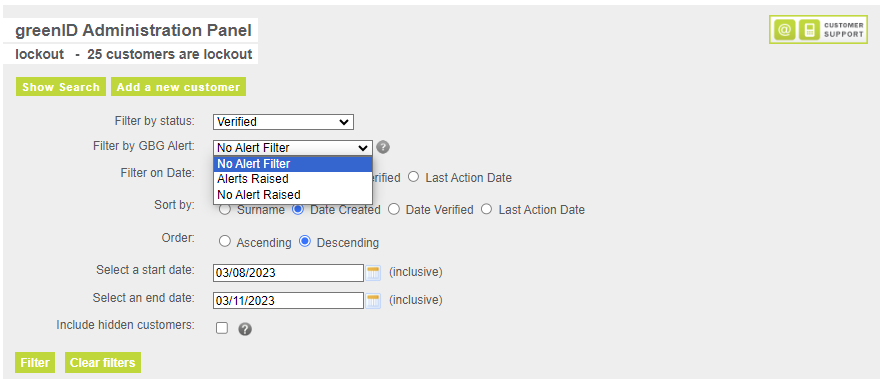 greenID Administration Panel
CUSTOMER
SUPPORT
lockout - 25 customers are lockout
Show Search Add a new customer
Filter by status: Verified
Filter by GBG Alert: No Alert Filter ?
No Alert Filter
Alerts Raised
No Alert Raised
Filter on Date: Last Action Date
Sort by: Surname Date Created Date Verified Last Action Date
Order: Ascending Descending
Select a start date: 03/08/2023 (inclusive)
Select an end date: 03/11/2023 (inclusive)
Include hidden customers: ?
Filter Clear filters